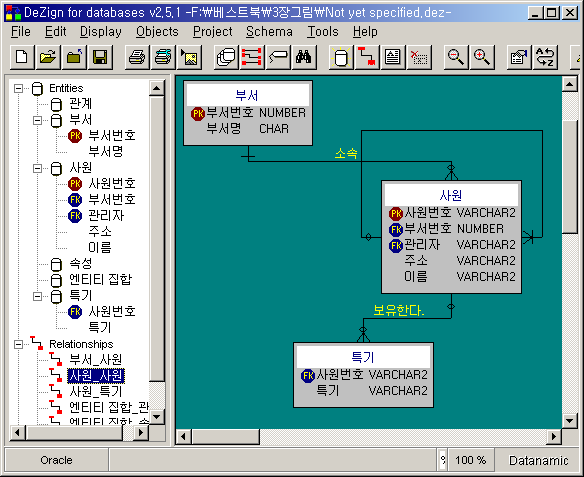 DeZign for databases v2.5.1 -F:\베스트북\3장그림\Not yet specified.dez-
File Edit Display Objects Project Schema Tools Help
Entities
관계
부서
PK 부서번호
부서명
사원
PK 사원번호
FK 부서번호
FK 관리자
주소
이름
속성
엔티티 집합
특기
FK 사원번호
특기
Relationships
부서_사원
사원_사원
사원_특기
엔티티 집합_관
엔티티 집합_속
부서
PK 부서번호 NUMBER
부서명 CHAR
소속
사원
PK 사원번호 VARCHAR2
FK 부서번호 NUMBER
FK 관리자 VARCHAR2
주소 VARCHAR2
이름 VARCHAR2
보유한다.
특기
FK 사원번호 VARCHAR2
특기 VARCHAR2
Oracle % 100 % Datanamic